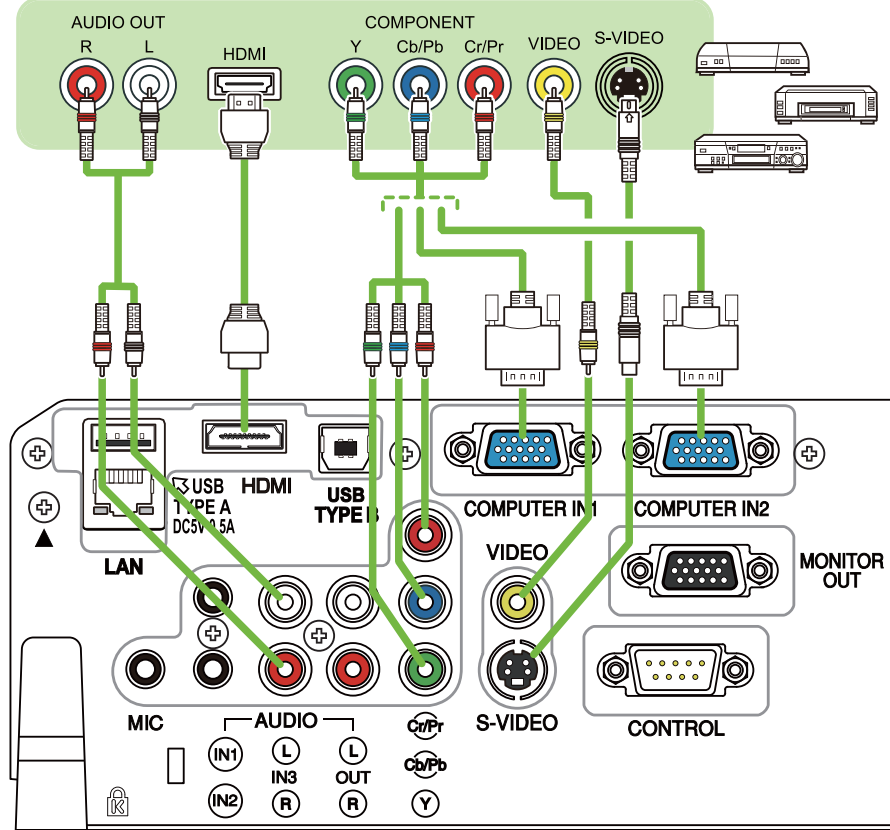 AUDIO OUT
R L
HDMI
COMPONENT
Y Cb/Pb Cr/Pr
VIDEO
S-VIDEO
USB
TYPE A
DC5V 0.5A
HDMI
USB
TYPE B
LAN
COMPUTER IN1
COMPUTER IN2
VIDEO
MONITOR
OUT
MIC
AUDIO
IN1
IN2
L
IN3
R
L
OUT
R
Cr/Pr
Cb/Pb
Y
S-VIDEO
CONTROL
K